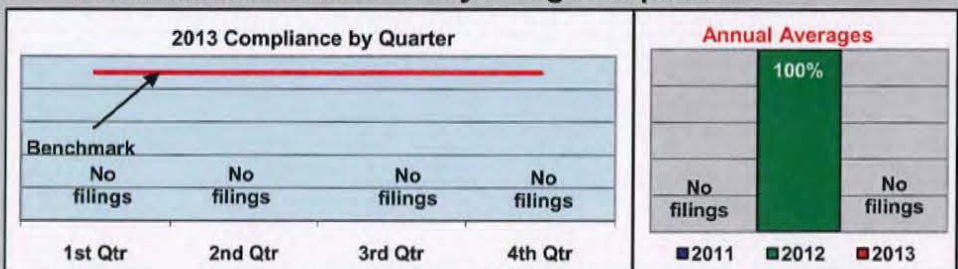 2013 Compliance by Quarter
Benchmark
No filings
No filings
No filings
No filings
1st Qtr 2nd Qtr 3rd Qtr 4th Qtr
Annual Averages
100%
No filings
No filings
2011 2012 2013